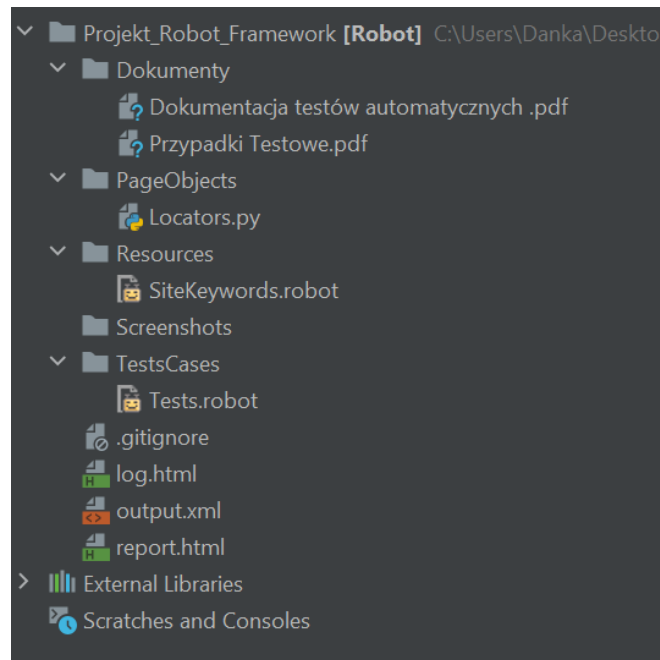 Projekt_Robot_Framework [Robot] C:\Users\Danka\Deskto
Dokumenty
Dokumentacja testów automatycznych .pdf
Przypadki Testowe.pdf
PageObjects
Locators.py
Resources
SiteKeywords.robot
Screenshots
TestsCases
Tests.robot
.gitignore
log.html
output.xml
report.html
External Libraries
Scratches and Consoles